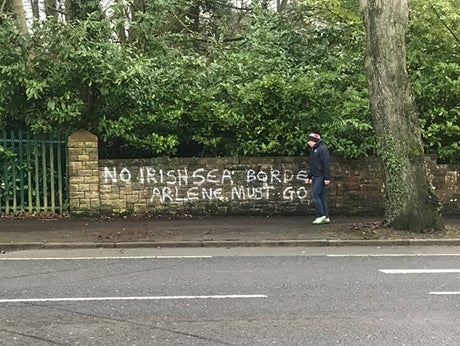 NO IRISH SEA BORDE
ARLENE MUST GO